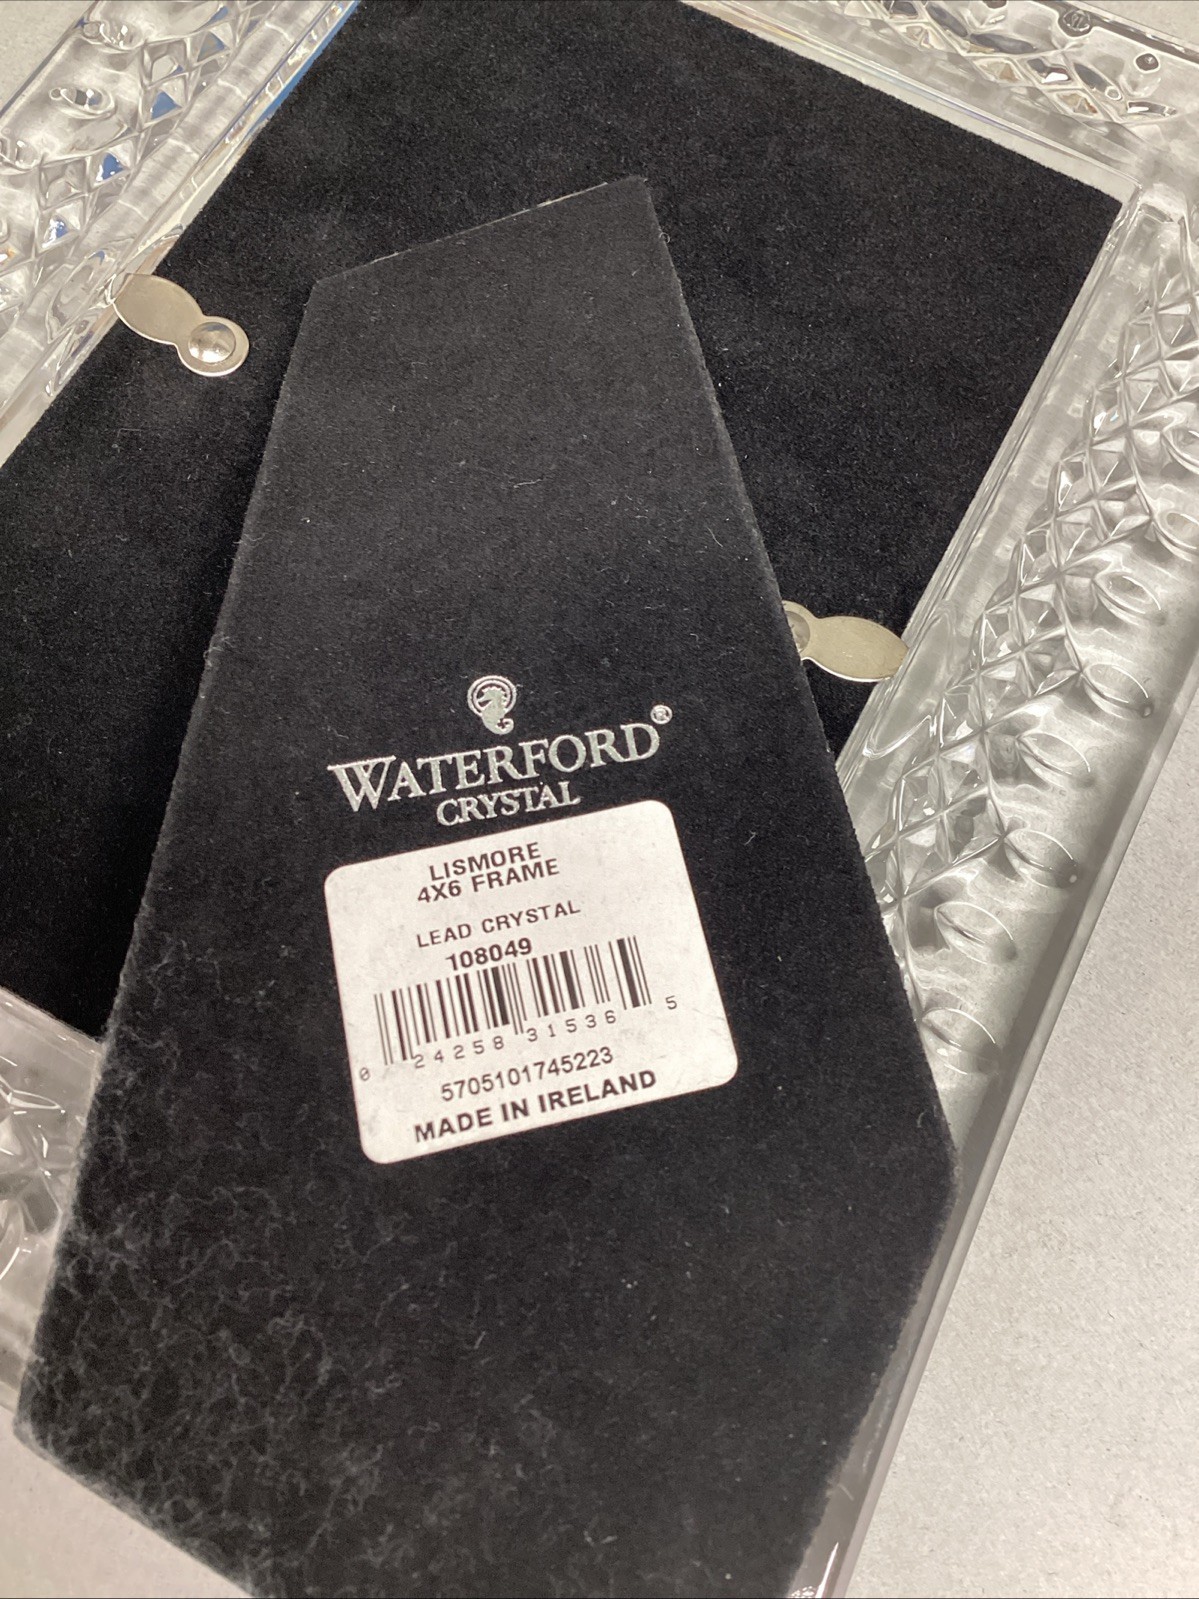 WATERFORD®
CRYSTAL
LISMORE
4X6 FRAME
LEAD CRYSTAL
108049
0 24258 31536 5
5705101745223
MADE IN IRELAND